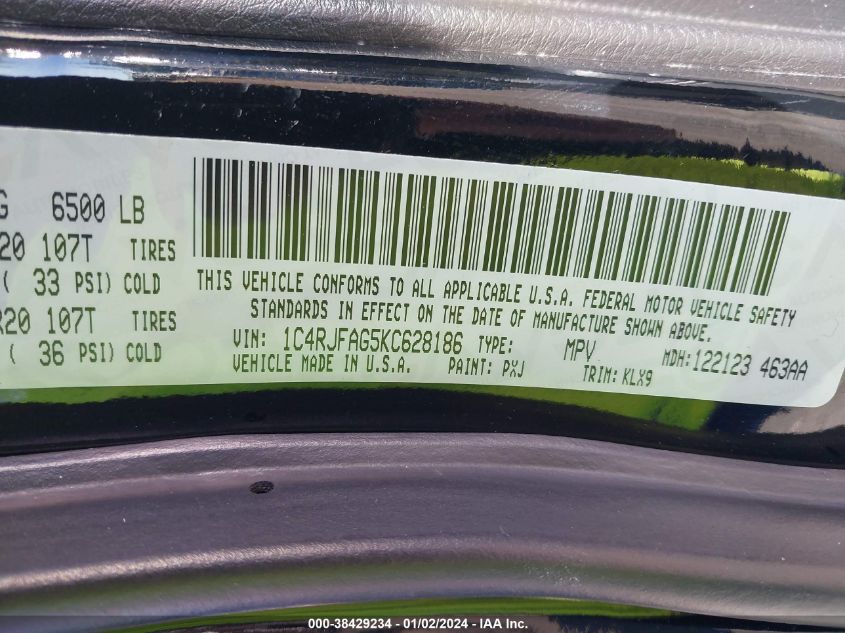 G 6500 LB
20 107T TIRES
( 33 PSI) COLD
R20 107T TIRES
( 36 PSI) COLD
THIS VEHICLE CONFORMS TO ALL APPLICABLE U.S.A. FEDERAL MOTOR VEHICLE SAFETY
STANDARDS IN EFFECT ON THE DATE OF MANUFACTURE SHOWN ABOVE.
VIN: 1C4RJFAG5KC628186 TYPE: MPV MDH: 122123 463AA
VEHICLE MADE IN U.S.A. PAINT: PXJ TRIM: KLX9
000-38429234 - 01/02/2024 - IAA Inc.